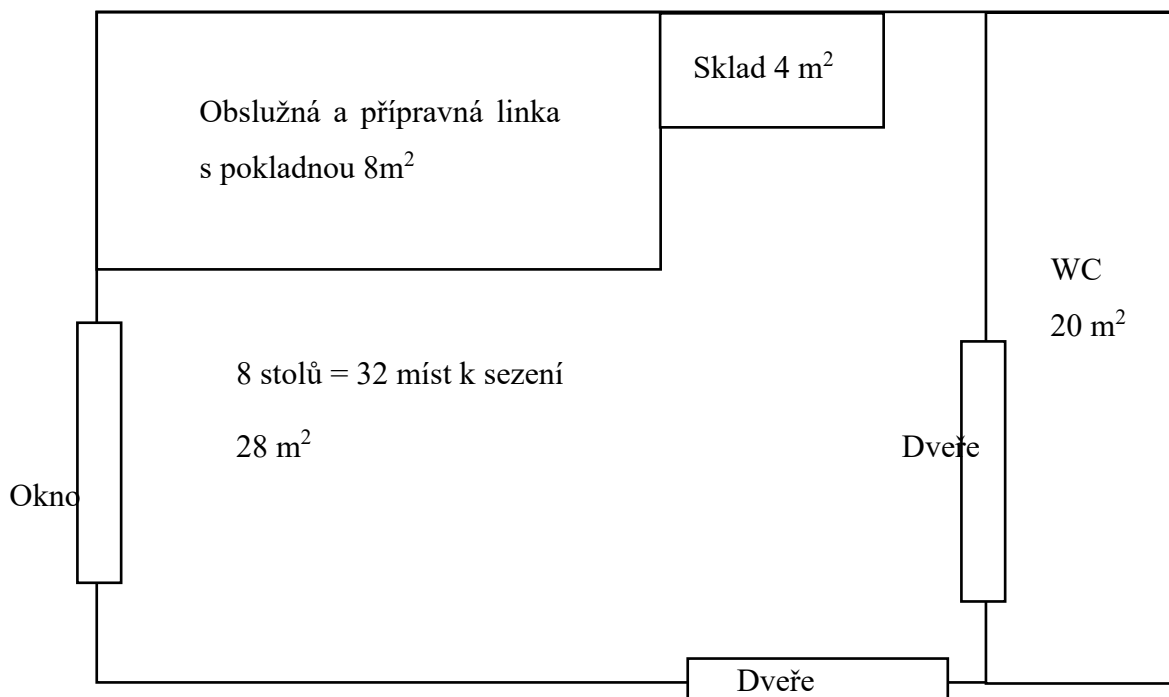 Sklad 4 m²
Obslužná a přípravná linka
s pokladnou 8m²
WC
20 m²
8 stolů = 32 míst k sezení
28 m²
Dveře
Okno
Dveře